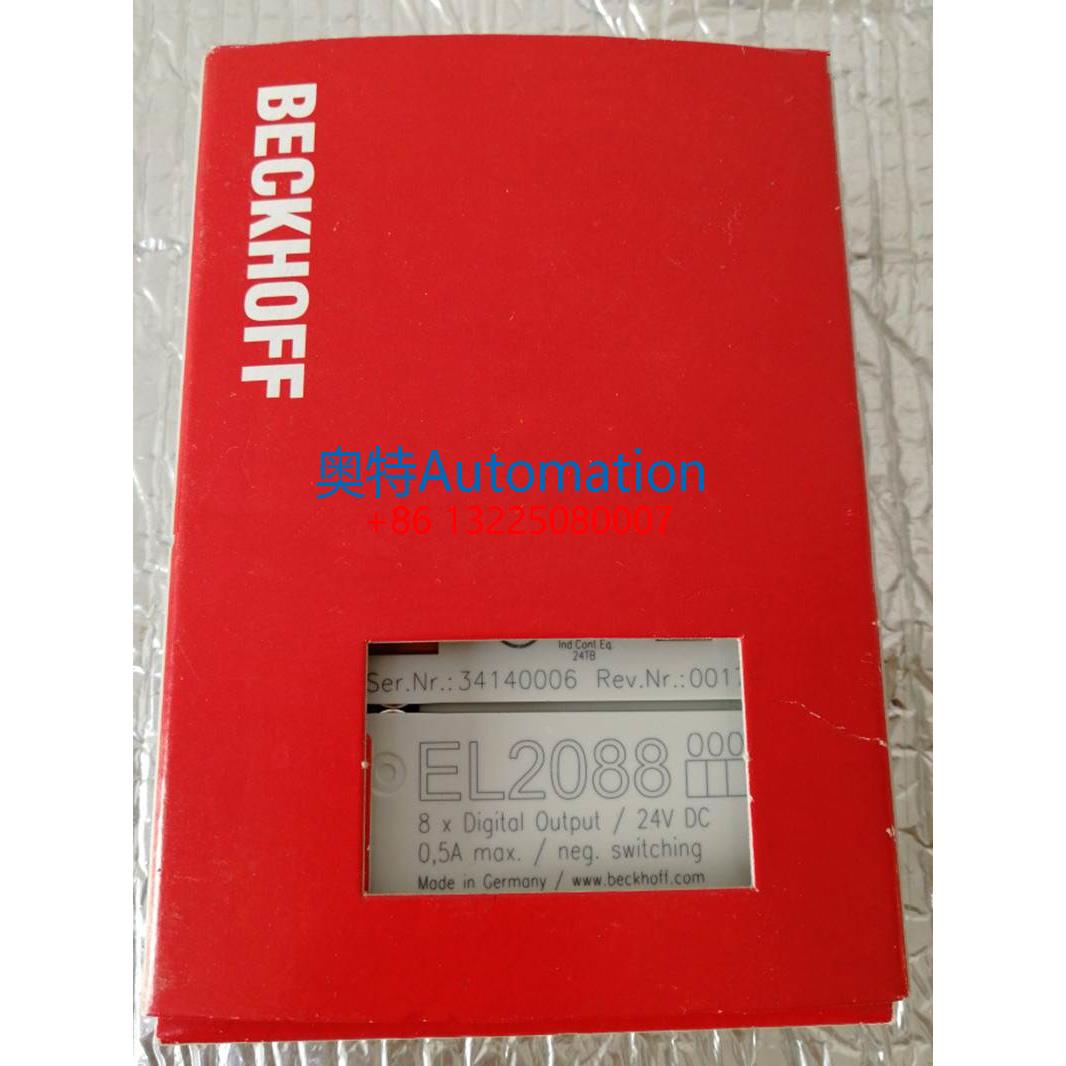 BECKHOFF
奥特Automation
+86 13225080007
Ind Cont Eq.
24TB
Ser.Nr.: 34140006 Rev.Nr.:001
EL2088 000
8 x Digital Output / 24V DC
0,5A max. / neg. switching
Made in Germany / www.beckhoff.com